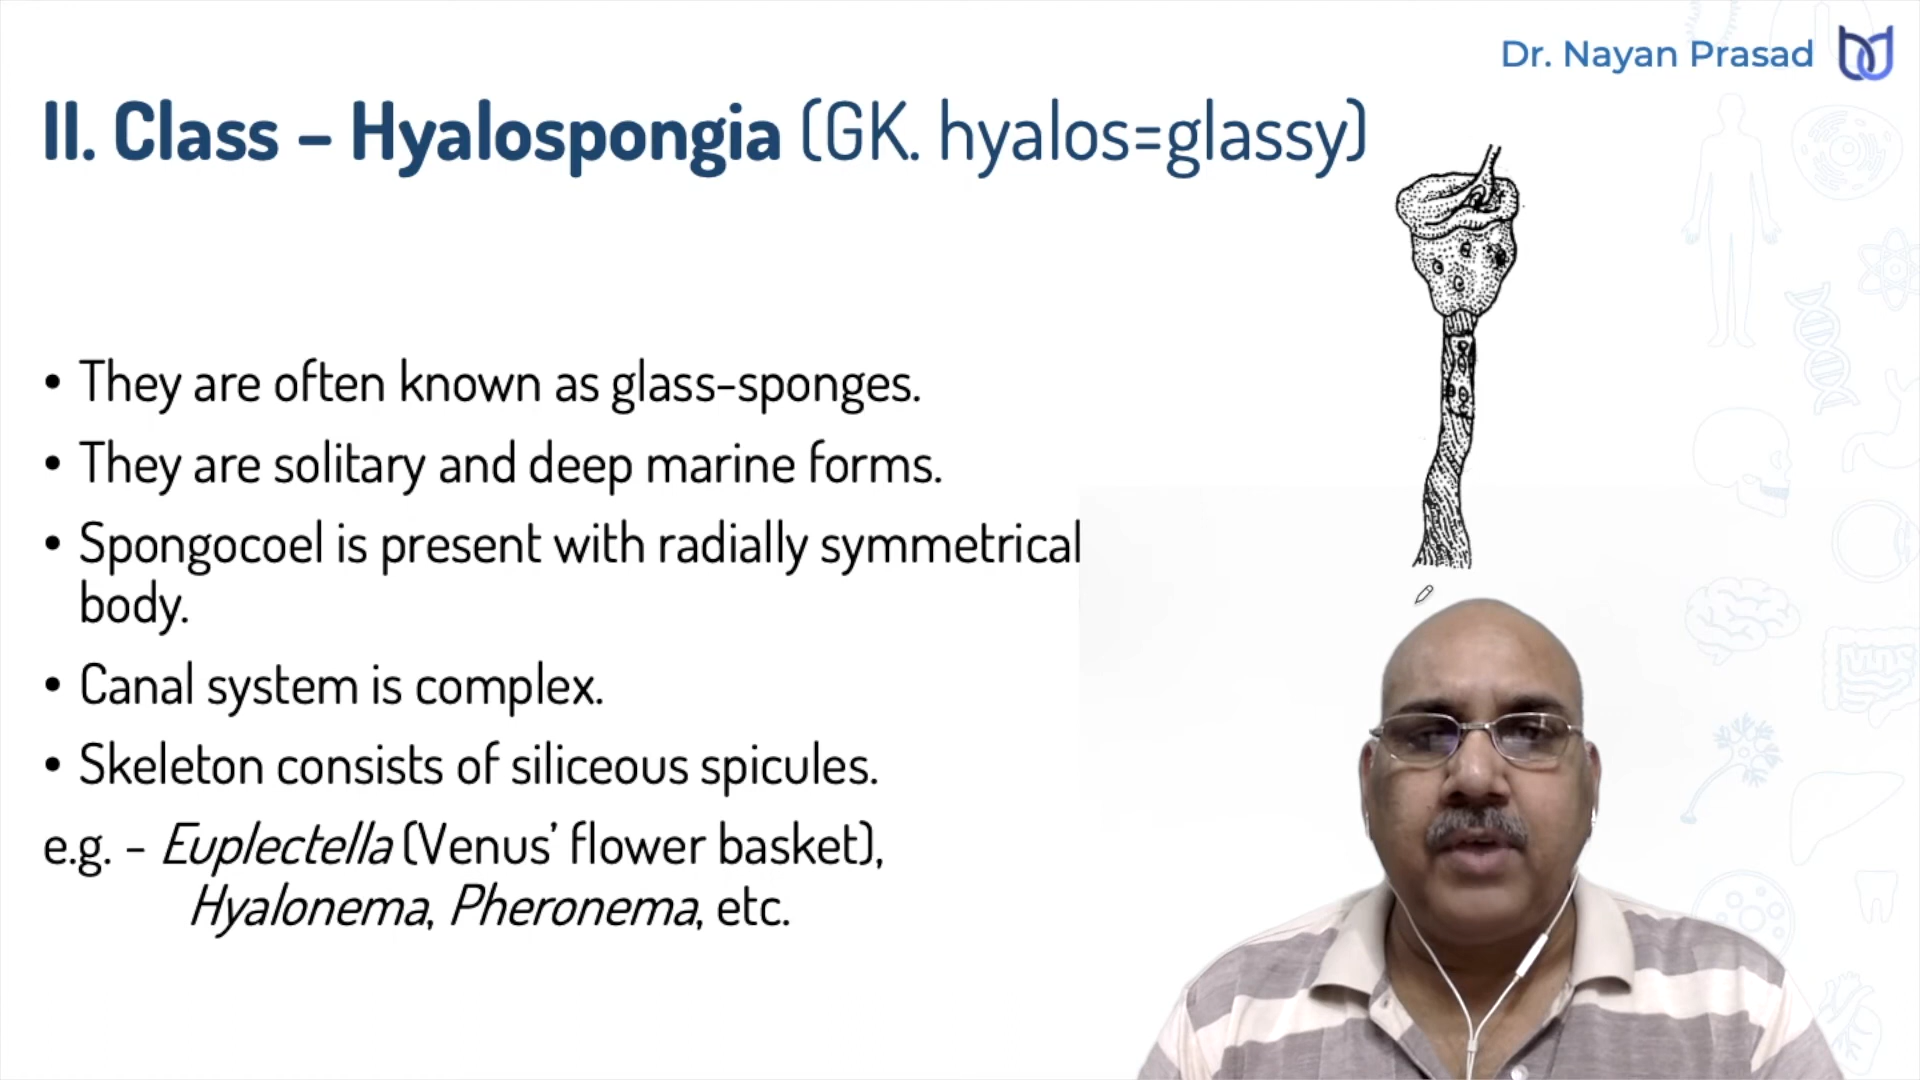 Dr. Nayan Prasad
II. Class – Hyalospongia (GK. hyalos=glassy)
• They are often known as glass-sponges.
• They are solitary and deep marine forms.
• Spongocoel is present with radially symmetrical
body.
• Canal system is complex.
• Skeleton consists of siliceous spicules.
e.g. - Euplectella (Venus’ flower basket),
Hyalonema, Pheronema, etc.